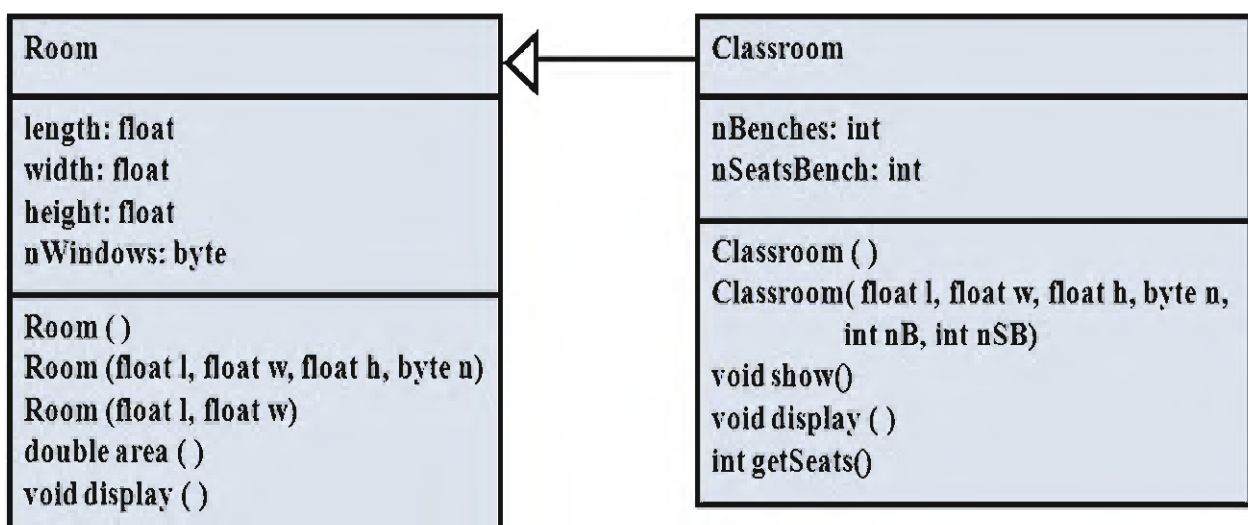 Room
length: float
width: float
height: float
nWindows: byte
Room ( )
Room (float l, float w, float h, byte n)
Room (float l, float w)
double area ( )
void display ( )
Classroom
nBenches: int
nSeatsBench: int
Classroom ( )
Classroom( float l, float w, float h, byte n,
int nB, int nSB)
void show()
void display ( )
int getSeats()